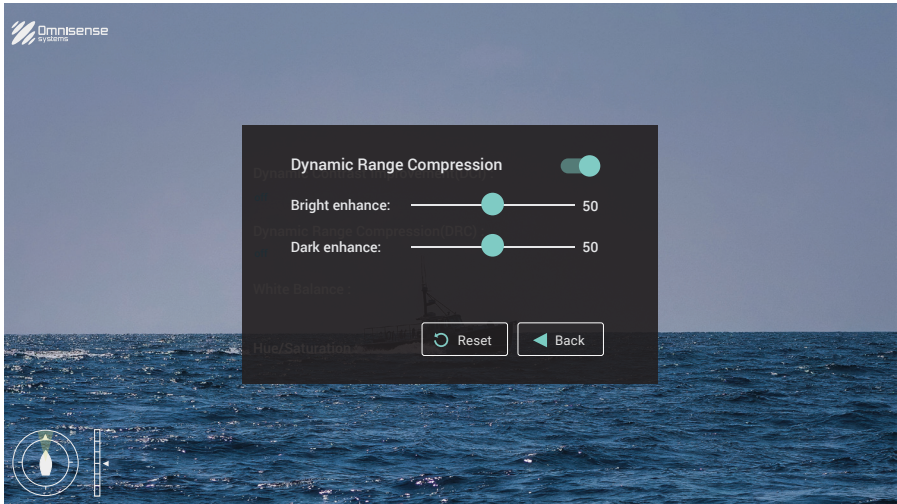 Omnisense
systems
Dynamic Range Compression
Bright enhance: 50
Dynamic Range Compression(DRC)
Dark enhance: 50
White Balance
Hue/Saturation
Reset
Back